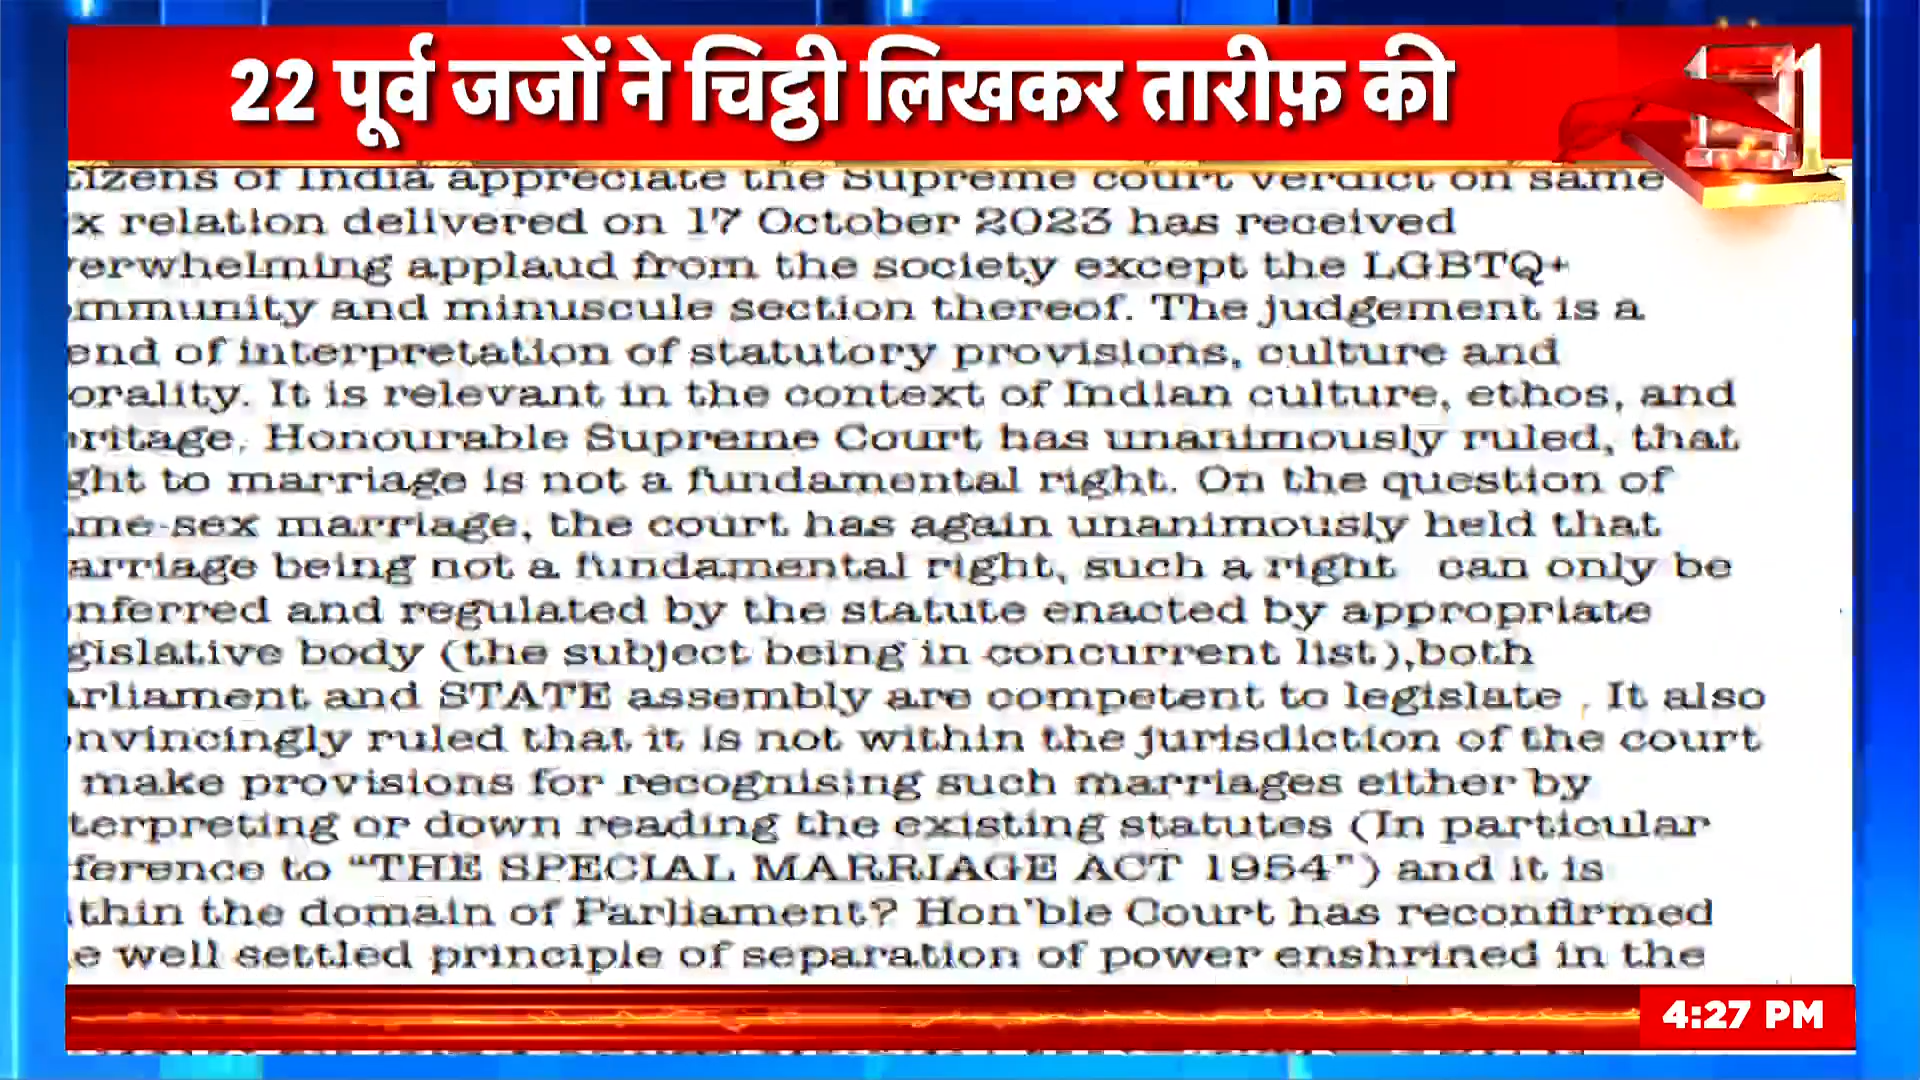 22 पूर्व जजों ने चिट्ठी लिखकर तारीफ़ की
tizens of India appreciate the Supreme court verdict on same
x relation delivered on 17 October 2023 has received
verwhelming applaud from the society except the LGBTQ+
ommunity and minuscule section thereof. The judgement is a
end of interpretation of statutory provisions, culture and
orality. It is relevant in the context of Indian culture, ethos, and
eritage. Honourable Supreme Court has unanimously ruled, that
ght to marriage is not a fundamental right. On the question of
ame-sex marriage, the court has again unanimously held that
arriage being not a fundamental right, such a right can only be
onferred and regulated by the statute enacted by appropriate
gislative body (the subject being in concurrent list),both
arliament and STATE assembly are competent to legislate . It also
onvincingly ruled that it is not within the jurisdiction of the court
make provisions for recognising such marriages either by
terpreting or down reading the existing statutes (In particular
ference to "THE SPECIAL MARRIAGE ACT 1954") and it is
ithin the domain of Parliament? Hon'ble Court has reconfirmed
e well settled principle of separation of power enshrined in the
4:27 PM